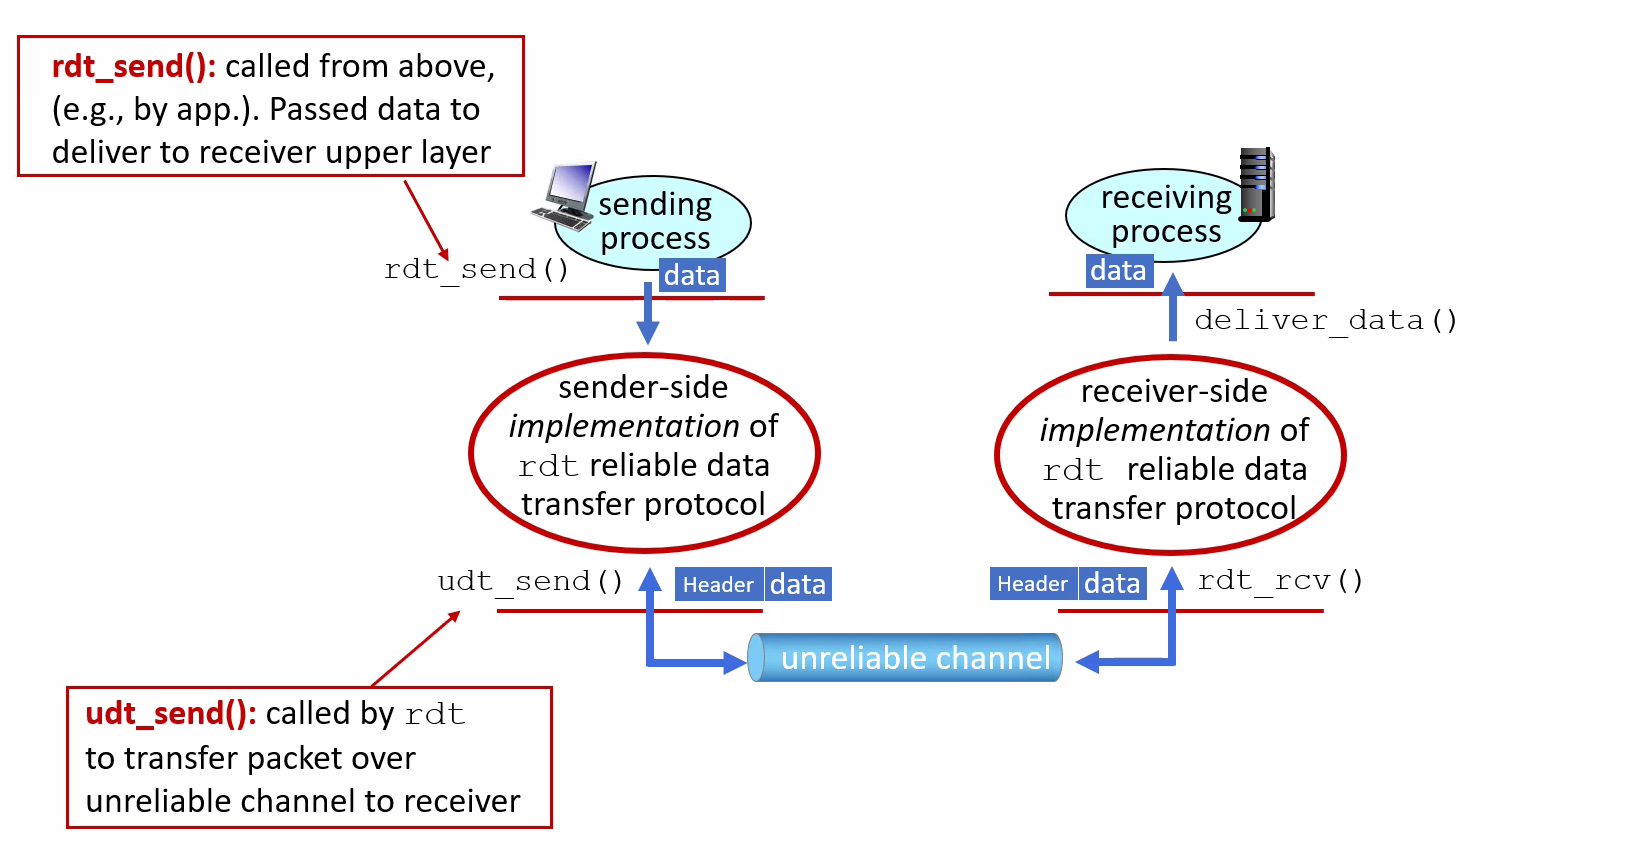 rdt_send(): called from above,
(e.g., by app.). Passed data to
deliver to receiver upper layer
sending
process
receiving
process
rdt_send()
data
data
deliver_data()
sender-side
implementation of
rdt reliable data
transfer protocol
receiver-side
implementation of
rdt reliable data
transfer protocol
udt_send()
Header data
Header data
rdt_rcv()
unreliable channel
udt_send(): called by rdt
to transfer packet over
unreliable channel to receiver